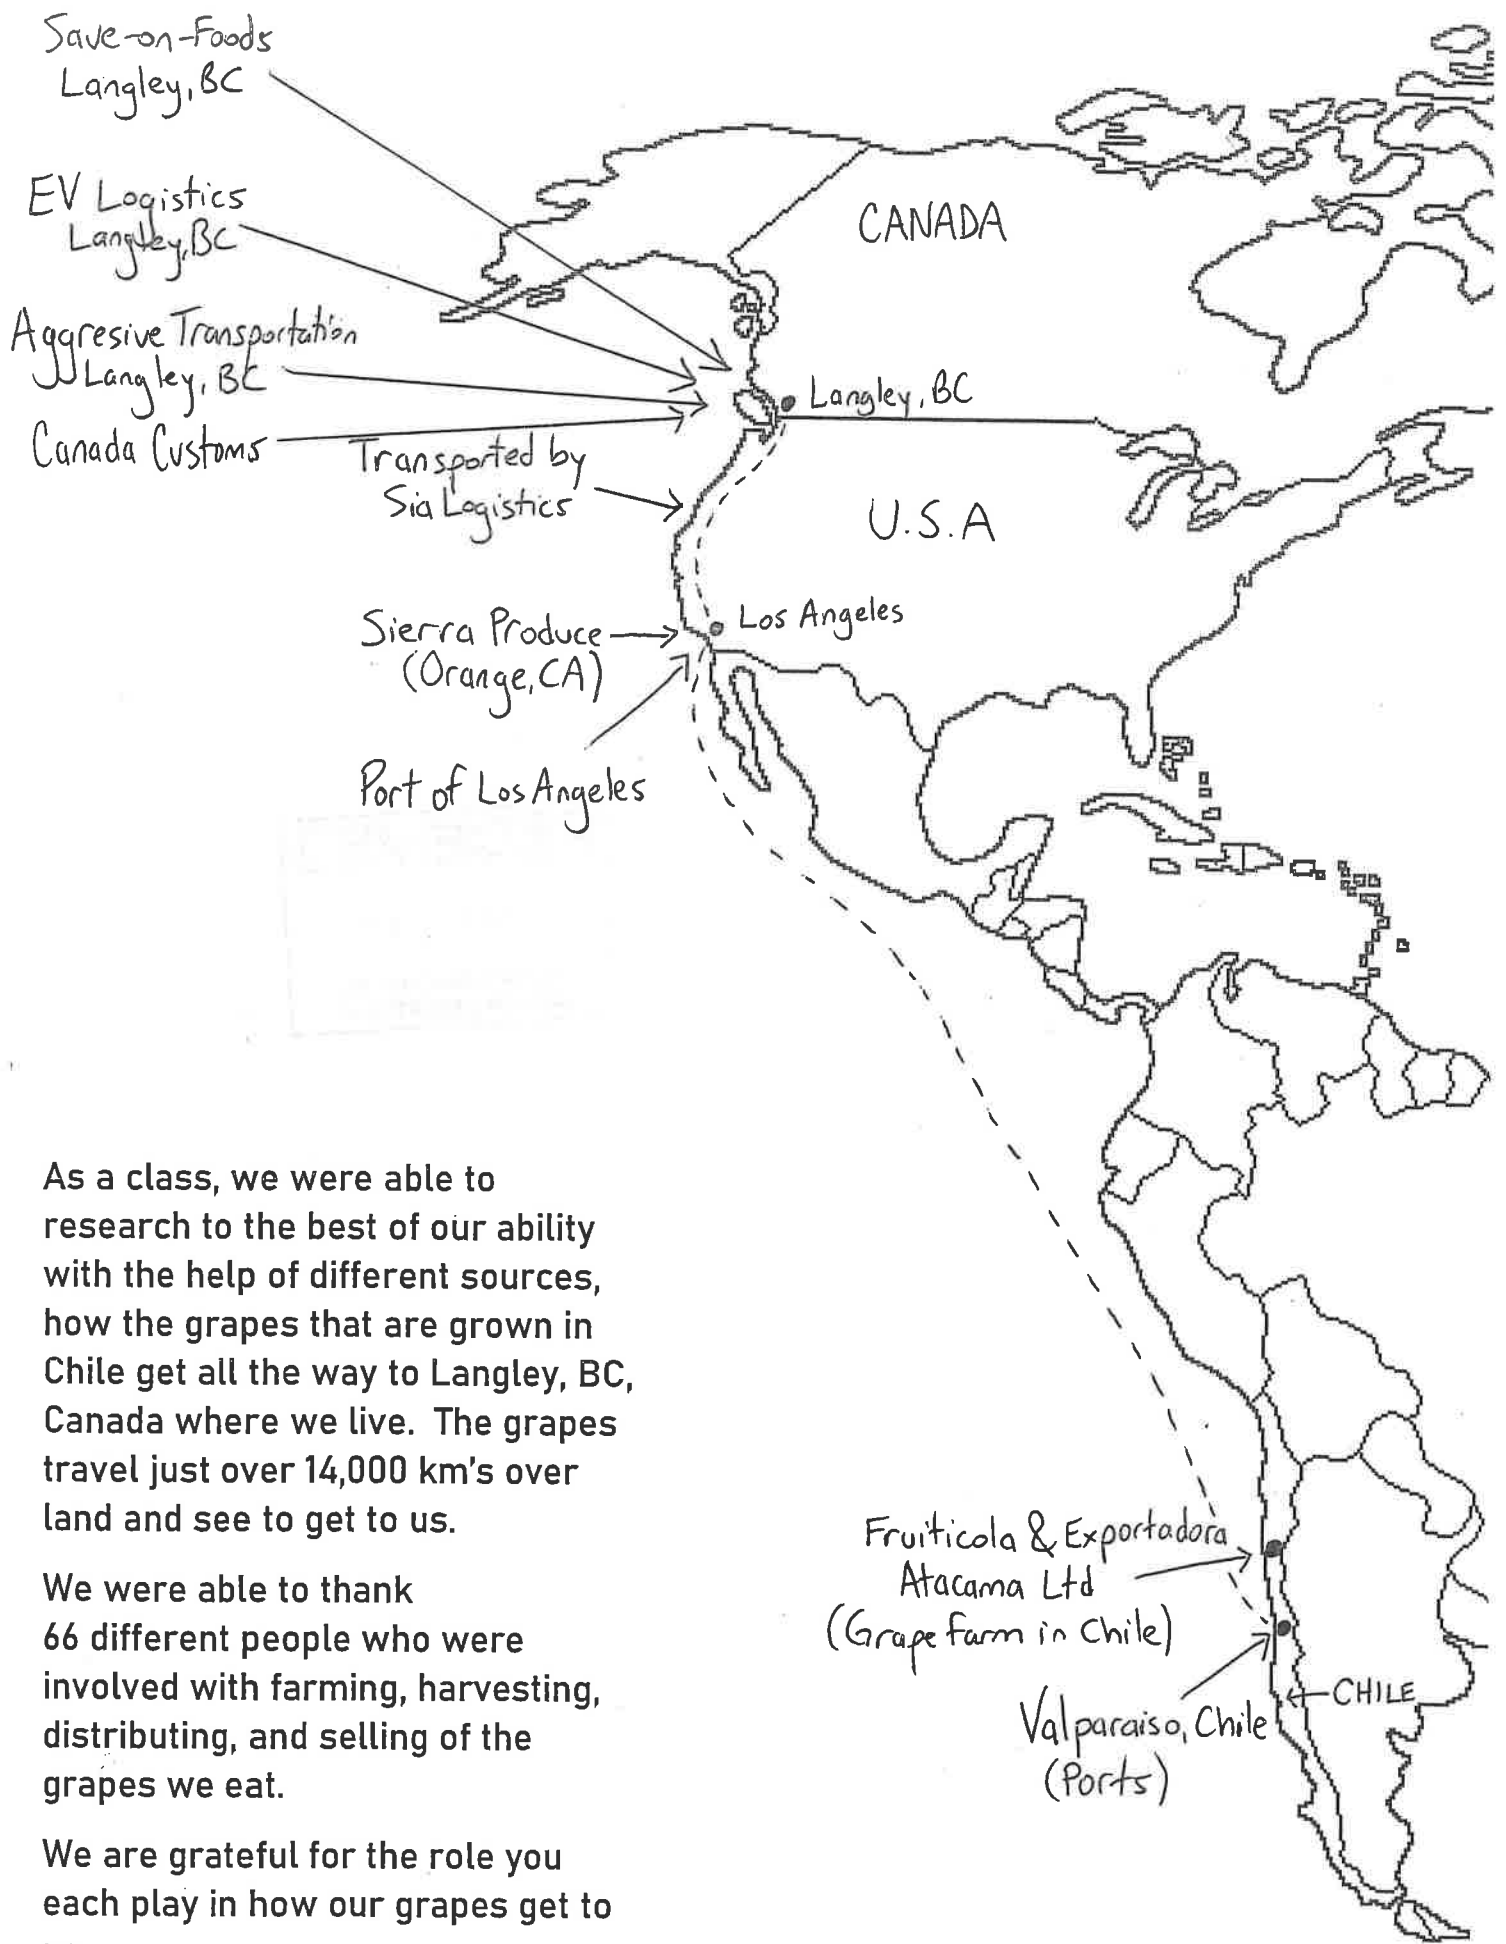 Save-on-Foods
Langley, BC
CANADA
EV Logistics
Langley, BC
Aggresive Transportation
Langley, BC
Langley, BC
Canada Customs
Transported by
Sia Logistics
U.S.A
Los Angeles
Sierra Produce
(Orange, CA)
Port of Los Angeles
As a class, we were able to
research to the best of our ability
with the help of different sources,
how the grapes that are grown in
Chile get all the way to Langley, BC,
Canada where we live. The grapes
travel just over 14,000 km's over
land and see to get to us.
We were able to thank
66 different people who were
involved with farming, harvesting,
distributing, and selling of the
grapes we eat.
We are grateful for the role you
each play in how our grapes get to
Fruiticola & Exportadora
Atacama Ltd
(Grape farm in Chile)
CHILE
Valparaiso, Chile
(Ports)